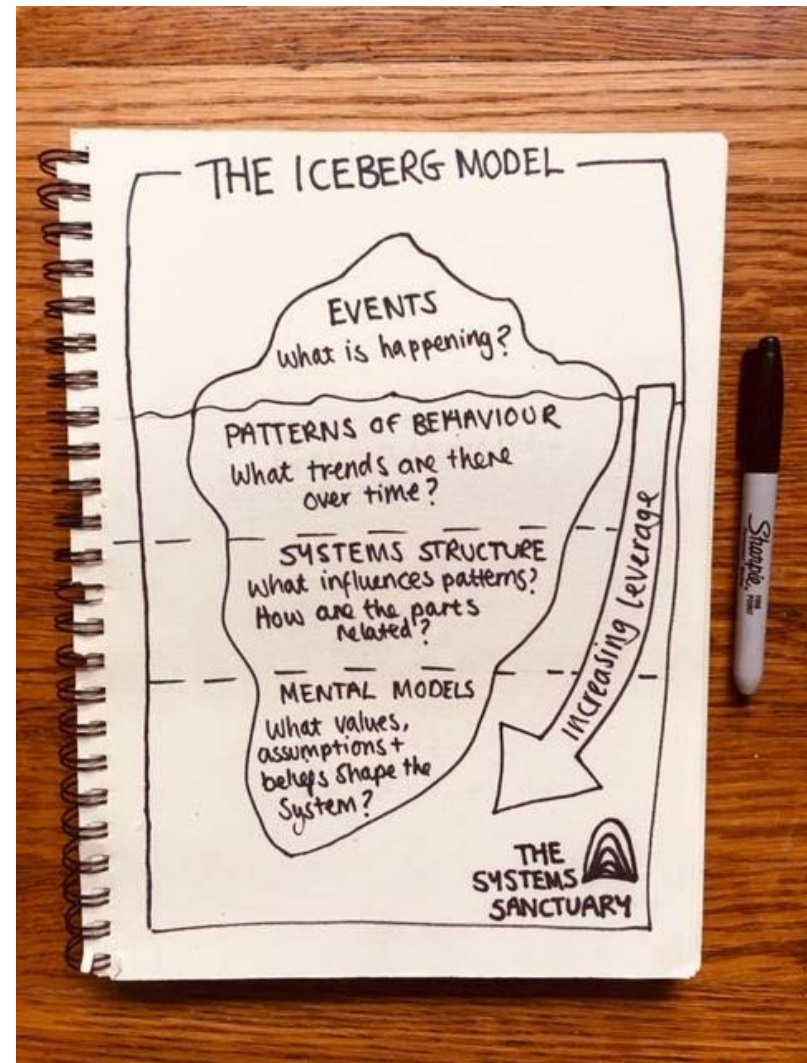 THE ICEBERG MODEL
EVENTS
What is happening?
PATTERNS OF BEHAVIOUR
What trends are there
over time?
SYSTEMS STRUCTURE
What influences patterns?
How are the parts
related?
MENTAL MODELS
What values,
assumptions +
beliefs shape the
System?
Increasing leverage
THE
SYSTEMS
SANCTUARY
Sharpie
FINE
POINT